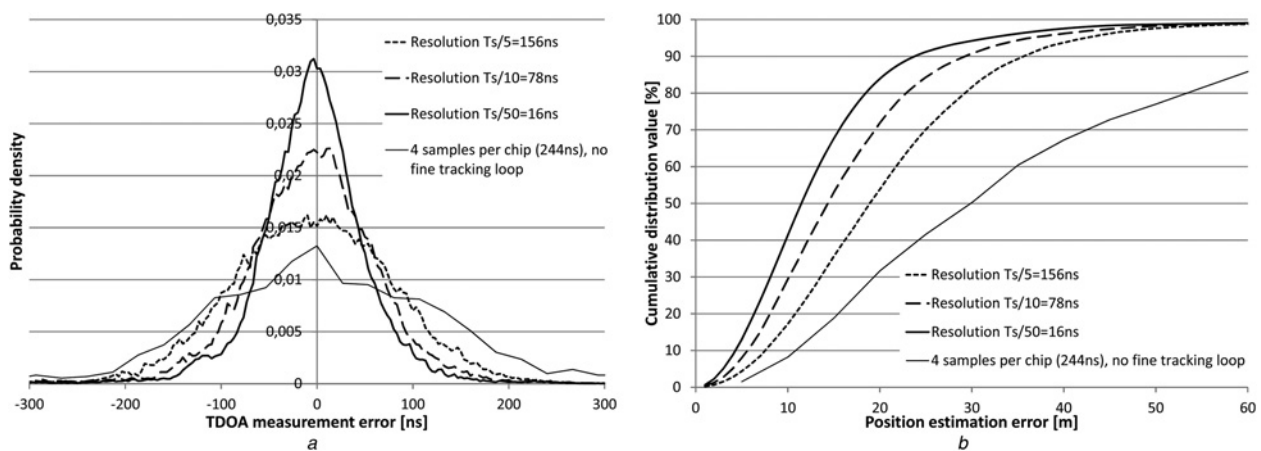 0,035
0,03
0,025
0,02
0,015
0,01
0,005
0
-300
-200
-100
0
100
200
300
Probability density
TDOA measurement error [ns]
Resolution Ts/5=156ns
Resolution Ts/10=78ns
Resolution Ts/50=16ns
4 samples per chip (244ns), no
fine tracking loop
a
100
90
80
70
60
50
40
30
20
10
0
0
10
20
30
40
50
60
Cumulative distribution value [%]
Position estimation error [m]
Resolution Ts/5=156ns
Resolution Ts/10=78ns
Resolution Ts/50=16ns
4 samples per chip (244ns), no fine tracking loop
b